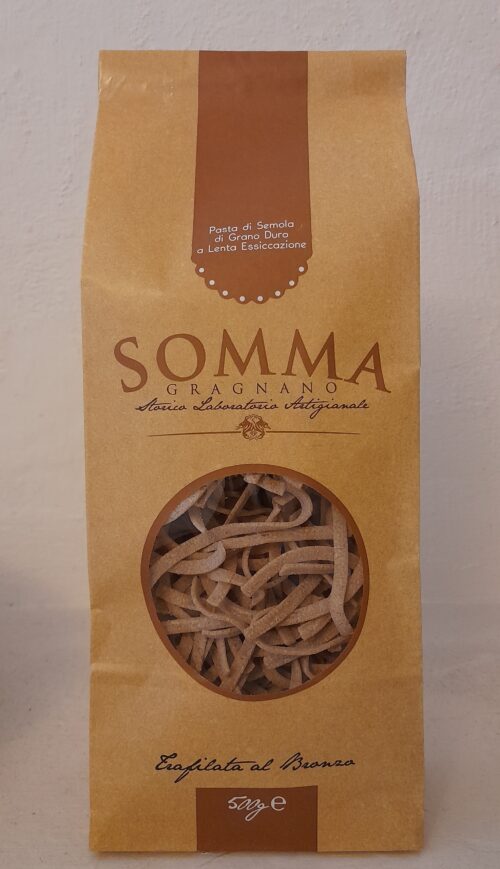 Pasta di Semola
di Grano Duro
a Lenta Essiccazione
SOMMA
GRAGNANO
Storico Laboratorio Artigianale
Trafilata al Bronzo
500g e